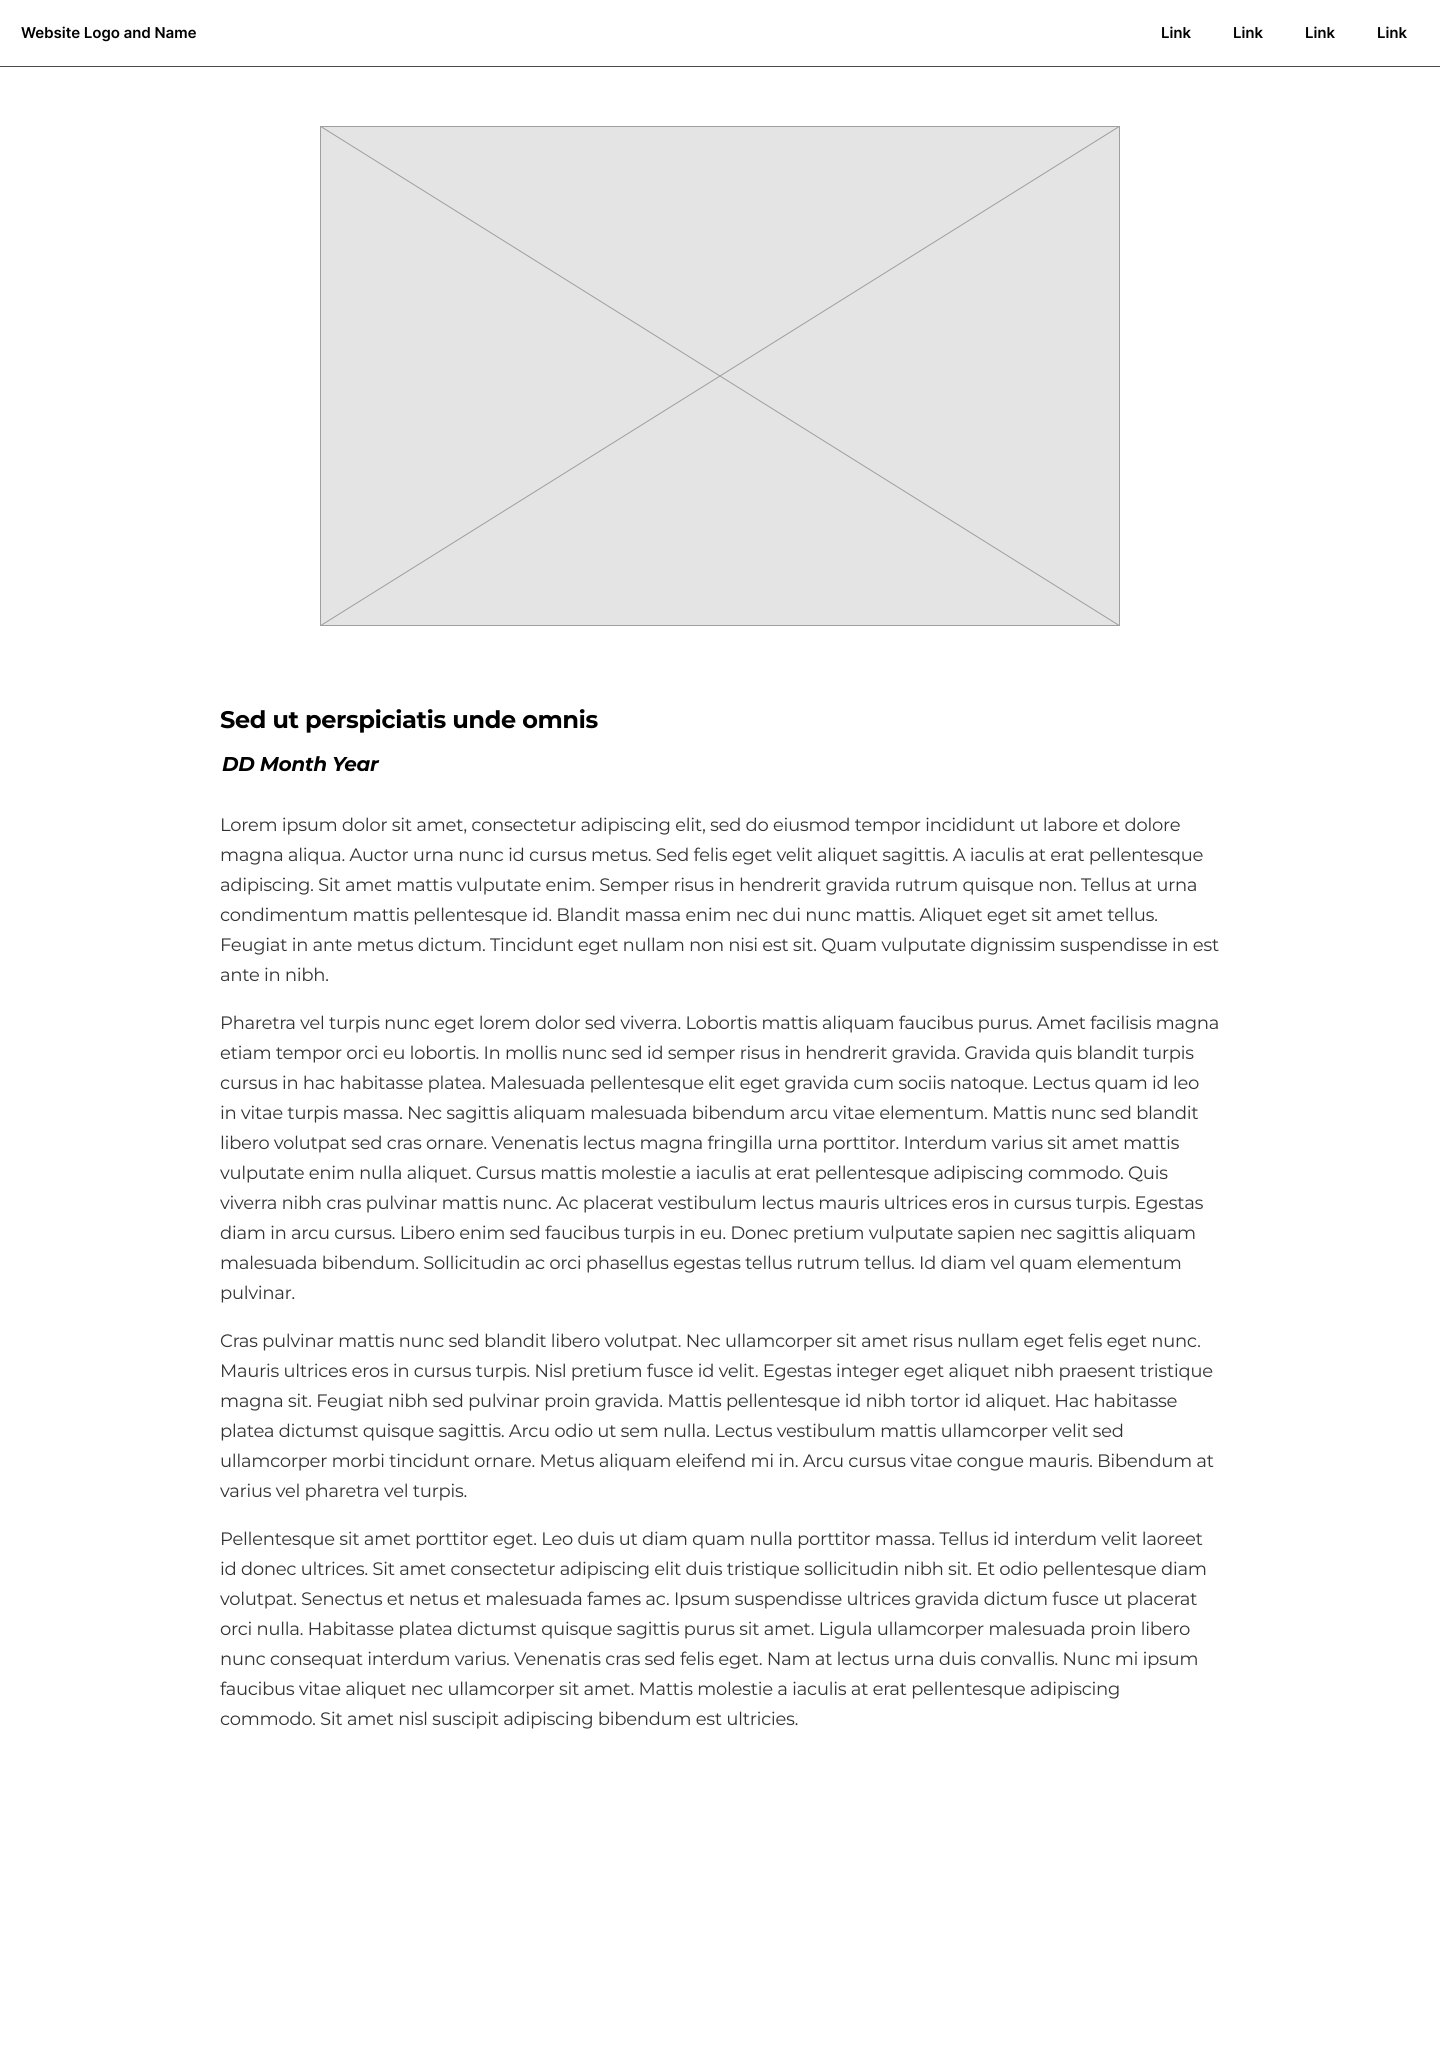 Website Logo and Name Link Link Link Link
Sed ut perspiciatis unde omnis
DD Month Year
Lorem ipsum dolor sit amet, consectetur adipiscing elit, sed do eiusmod tempor incididunt ut labore et dolore
magna aliqua. Auctor urna nunc id cursus metus. Sed felis eget velit aliquet sagittis. A iaculis at erat pellentesque
adipiscing. Sit amet mattis vulputate enim. Semper risus in hendrerit gravida rutrum quisque non. Tellus at urna
condimentum mattis pellentesque id. Blandit massa enim nec dui nunc mattis. Aliquet eget sit amet tellus.
Feugiat in ante metus dictum. Tincidunt eget nullam non nisi est sit. Quam vulputate dignissim suspendisse in est
ante in nibh.
Pharetra vel turpis nunc eget lorem dolor sed viverra. Lobortis mattis aliquam faucibus purus. Amet facilisis magna
etiam tempor orci eu lobortis. In mollis nunc sed id semper risus in hendrerit gravida. Gravida quis blandit turpis
cursus in hac habitasse platea. Malesuada pellentesque elit eget gravida cum sociis natoque. Lectus quam id leo
in vitae turpis massa. Nec sagittis aliquam malesuada bibendum arcu vitae elementum. Mattis nunc sed blandit
libero volutpat sed cras ornare. Venenatis lectus magna fringilla urna porttitor. Interdum varius sit amet mattis
vulputate enim nulla aliquet. Cursus mattis molestie a iaculis at erat pellentesque adipiscing commodo. Quis
viverra nibh cras pulvinar mattis nunc. Ac placerat vestibulum lectus mauris ultrices eros in cursus turpis. Egestas
diam in arcu cursus. Libero enim sed faucibus turpis in eu. Donec pretium vulputate sapien nec sagittis aliquam
malesuada bibendum. Sollicitudin ac orci phasellus egestas tellus rutrum tellus. Id diam vel quam elementum
pulvinar.
Cras pulvinar mattis nunc sed blandit libero volutpat. Nec ullamcorper sit amet risus nullam eget felis eget nunc.
Mauris ultrices eros in cursus turpis. Nisl pretium fusce id velit. Egestas integer eget aliquet nibh praesent tristique
magna sit. Feugiat nibh sed pulvinar proin gravida. Mattis pellentesque id nibh tortor id aliquet. Hac habitasse
platea dictumst quisque sagittis. Arcu odio ut sem nulla. Lectus vestibulum mattis ullamcorper velit sed
ullamcorper morbi tincidunt ornare. Metus aliquam eleifend mi in. Arcu cursus vitae congue mauris. Bibendum at
varius vel pharetra vel turpis.
Pellentesque sit amet porttitor eget. Leo duis ut diam quam nulla porttitor massa. Tellus id interdum velit laoreet
id donec ultrices. Sit amet consectetur adipiscing elit duis tristique sollicitudin nibh sit. Et odio pellentesque diam
volutpat. Senectus et netus et malesuada fames ac. Ipsum suspendisse ultrices gravida dictum fusce ut placerat
orci nulla. Habitasse platea dictumst quisque sagittis purus sit amet. Ligula ullamcorper malesuada proin libero
nunc consequat interdum varius. Venenatis cras sed felis eget. Nam at lectus urna duis convallis. Nunc mi ipsum
faucibus vitae aliquet nec ullamcorper sit amet. Mattis molestie a iaculis at erat pellentesque adipiscing
commodo. Sit amet nisl suscipit adipiscing bibendum est ultricies.